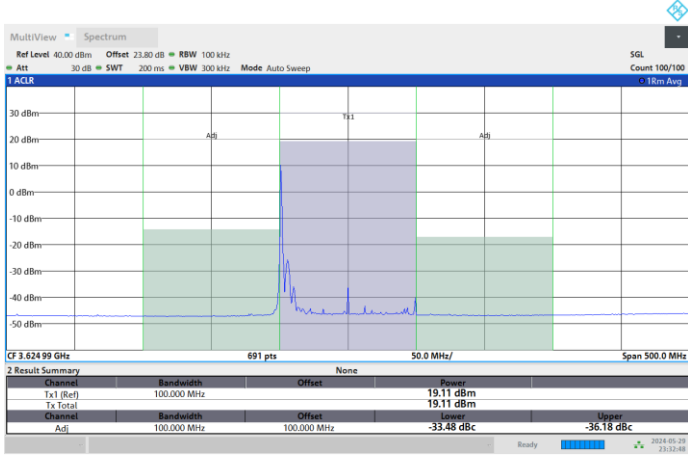 MultiView Spectrum
Ref Level 40.00 dBm Offset 23.80 dB RBW 100 kHz SGL
Att 30 dB SWT 200 ms VBW 300 kHz Mode Auto Sweep Count 100/100
1 ACLR 1Rm Avg
30 dBm
Tx1
20 dBm
Adj Adj
10 dBm
0 dBm
-10 dBm
-20 dBm
-30 dBm
-40 dBm
-50 dBm
CF 3.624 99 GHz 691 pts 50.0 MHz/ Span 500.0 MHz
2 Result Summary None
Channel Bandwidth Offset Power
Tx1 (Ref) 100.000 MHz 19.11 dBm
Tx Total 19.11 dBm
Channel Bandwidth Offset Lower Upper
Adj 100.000 MHz 100.000 MHz -33.48 dBc -36.18 dBc
Ready 2024-05-29
23:32:48